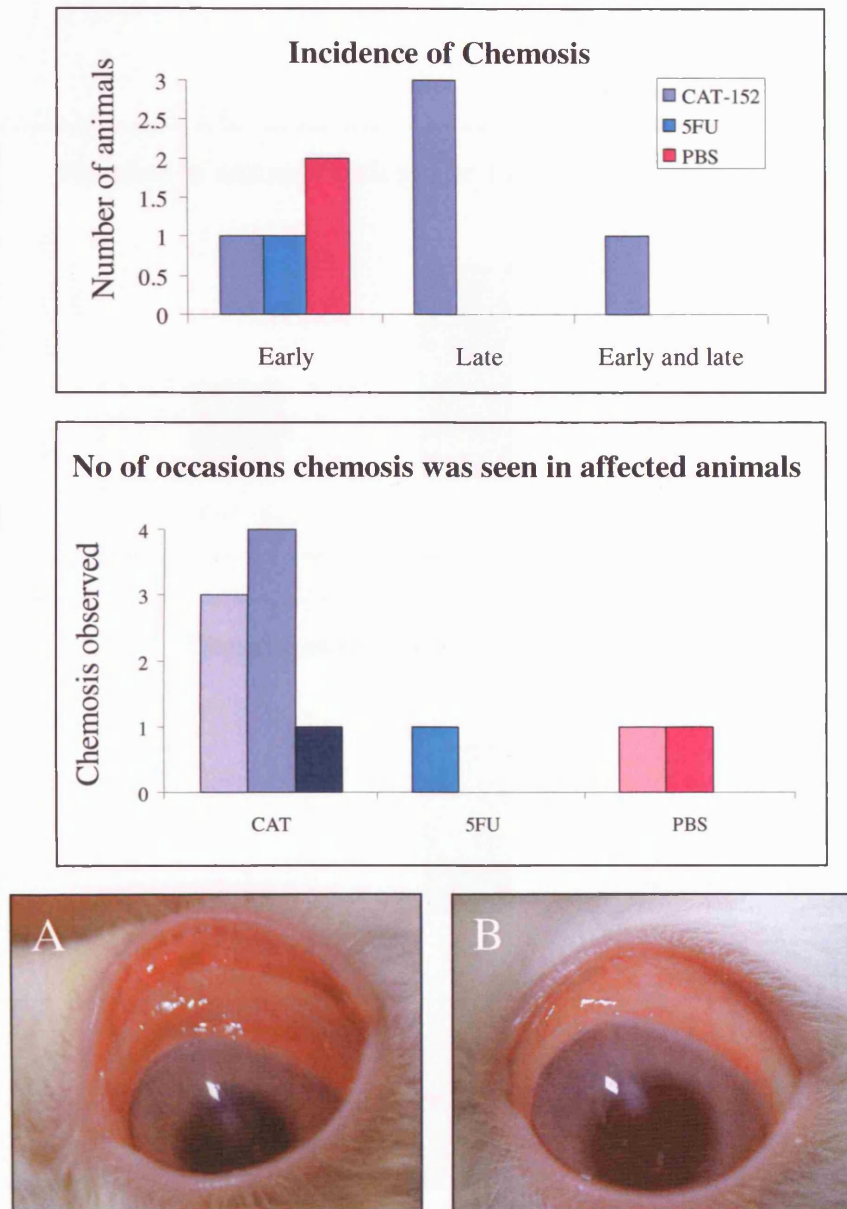 Incidence of Chemosis
Number of animals
3
2.5
2
1.5
1
0.5
0
CAT-152
5FU
PBS
Early Late Early and late
No of occasions chemosis was seen in affected animals
Chemosis observed
4
3
2
1
0
CAT 5FU PBS
A B